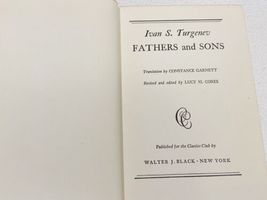 Ivan S. Turgenev
FATHERS and SONS
Translation by CONSTANCE GARNETT
Revised and edited by LUCY M. CORES
Published for the Classics Club by
WALTER J. BLACK · NEW YORK